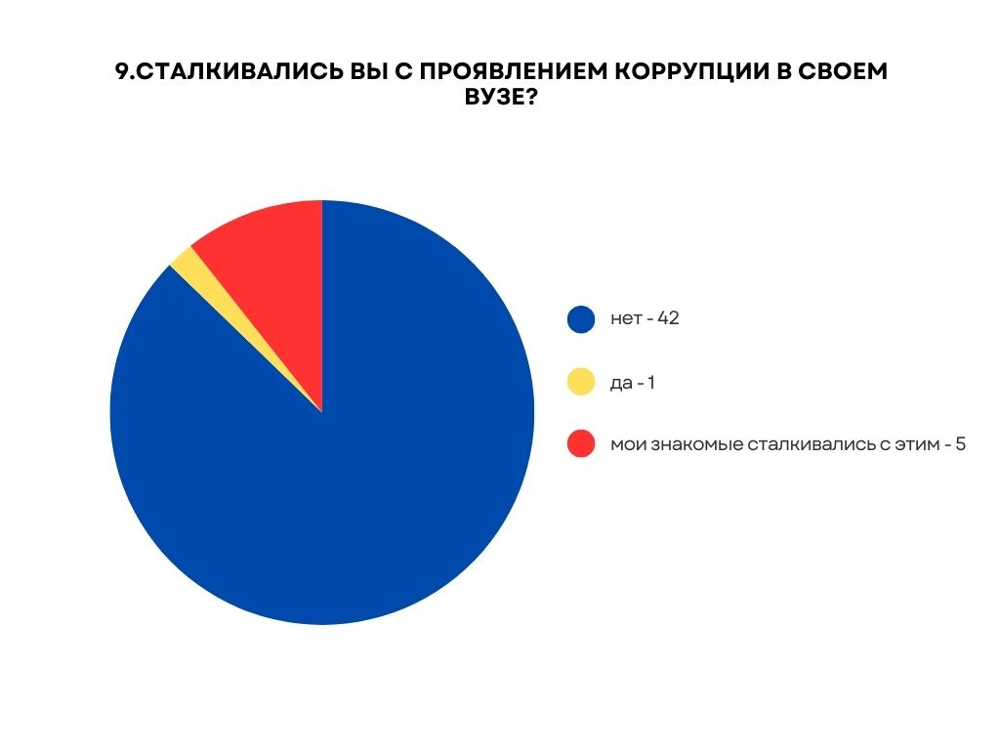 9.СТАЛКИВАЛИСЬ ВЫ С ПРОЯВЛЕНИЕМ КОРРУПЦИИ В СВОЕМ
ВУЗЕ?
нет - 42
да - 1
мои знакомые сталкивались с этим - 5